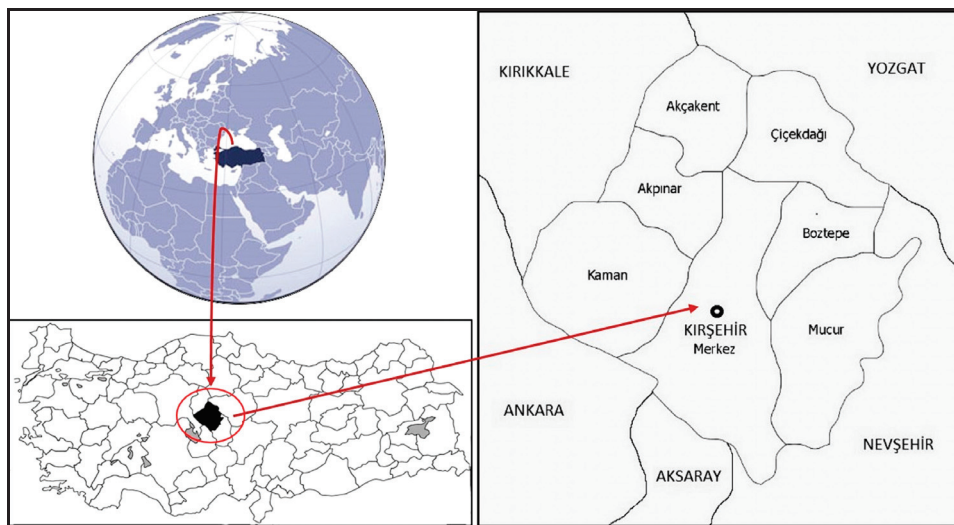 KIRIKKALE
YOZGAT
Akçakent
Çiçekdağı
Akpınar
Boztepe
Kaman
KIRŞEHİR
Merkez
Mucur
ANKARA
NEVŞEHİR
AKSARAY